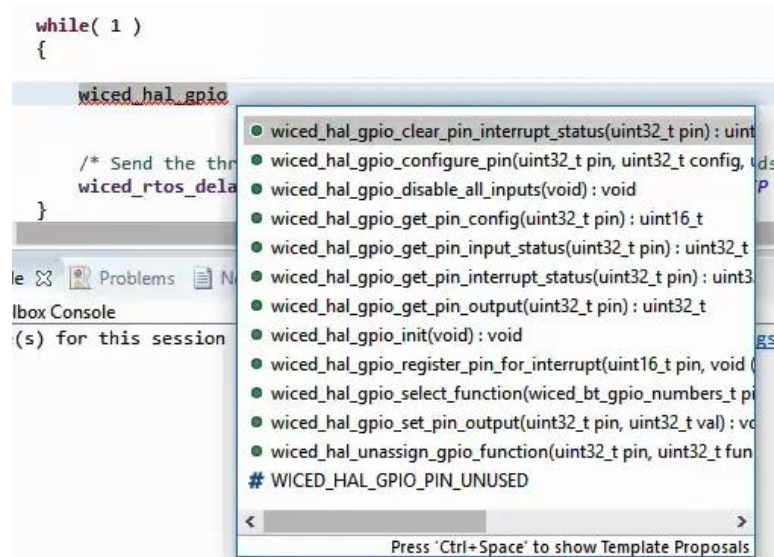 while( 1 )
{
wiced_hal_gpio
wiced_hal_gpio_clear_pin_interrupt_status(uint32_t pin) : uint
wiced_hal_gpio_configure_pin(uint32_t pin, uint32_t config,
/* Send the thr
wiced_hal_gpio_disable_all_inputs(void) : void
wiced_rtos_dela
wiced_hal_gpio_get_pin_config(uint32_t pin) : uint16_t
}
wiced_hal_gpio_get_pin_input_status(uint32_t pin) : uint32_t
wiced_hal_gpio_get_pin_interrupt_status(uint32_t pin) : uint3
Problems
wiced_hal_gpio_get_pin_output(uint32_t pin) : uint32_t
lbox Console
wiced_hal_gpio_init(void) : void
(s) for this session
wiced_hal_gpio_register_pin_for_interrupt(uint16_t pin, void (
wiced_hal_gpio_select_function(wiced_bt_gpio_numbers_t pi
wiced_hal_gpio_set_pin_output(uint32_t pin, uint32_t val) : vo
wiced_hal_unassign_gpio_function(uint32_t pin, uint32_t fun
# WICED_HAL_GPIO_PIN_UNUSED
Press 'Ctrl+Space' to show Template Proposals